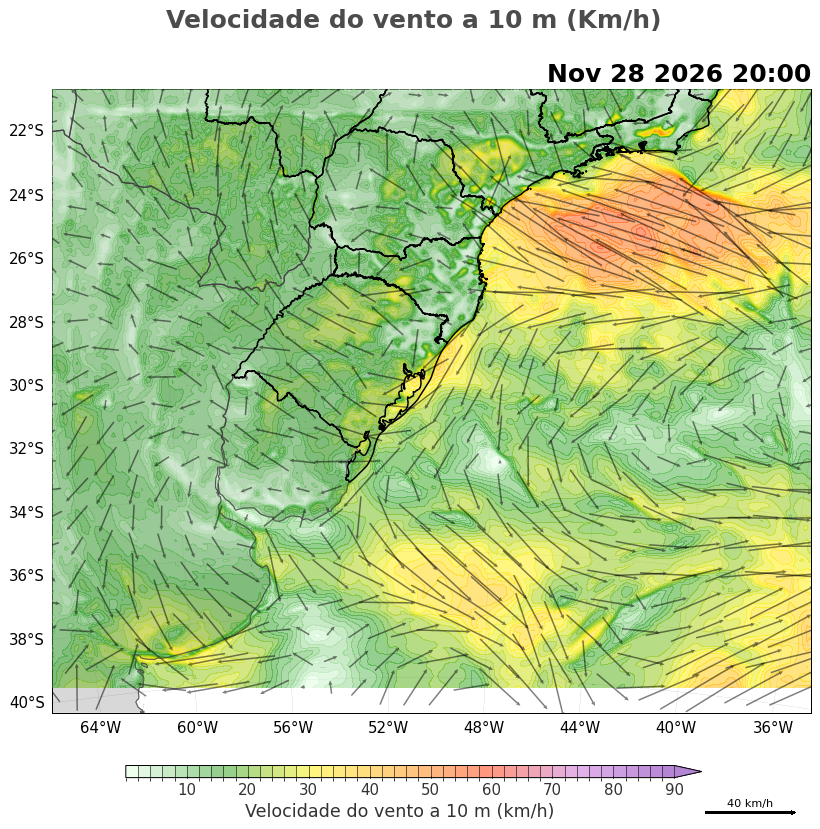 Velocidade do vento a 10 m (Km/h)
Nov 28 2026 20:00
22°S
24°S
26°S
28°S
30°S
32°S
34°S
36°S
38°S
40°S
64°W 60°W 56°W 52°W 48°W 44°W 40°W 36°W
10 20 30 40 50 60 70 80 90
Velocidade do vento a 10 m (km/h)
40 km/h